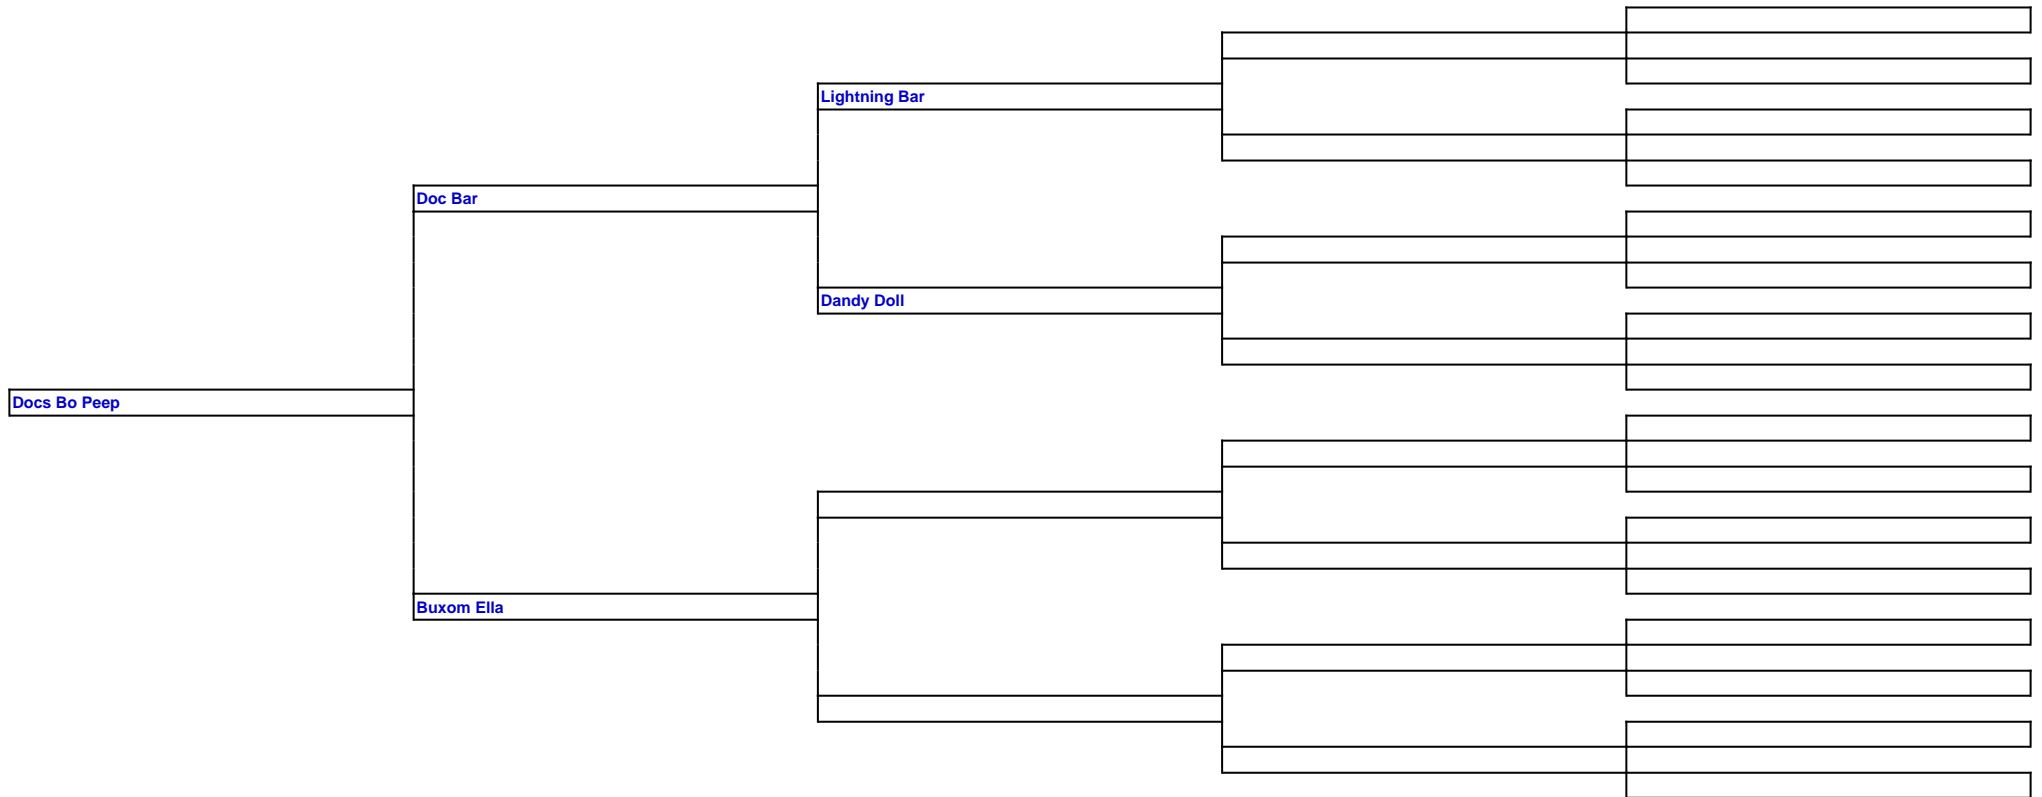 Lightning Bar
Doc Bar
Dandy Doll
Docs Bo Peep
Buxom Ella